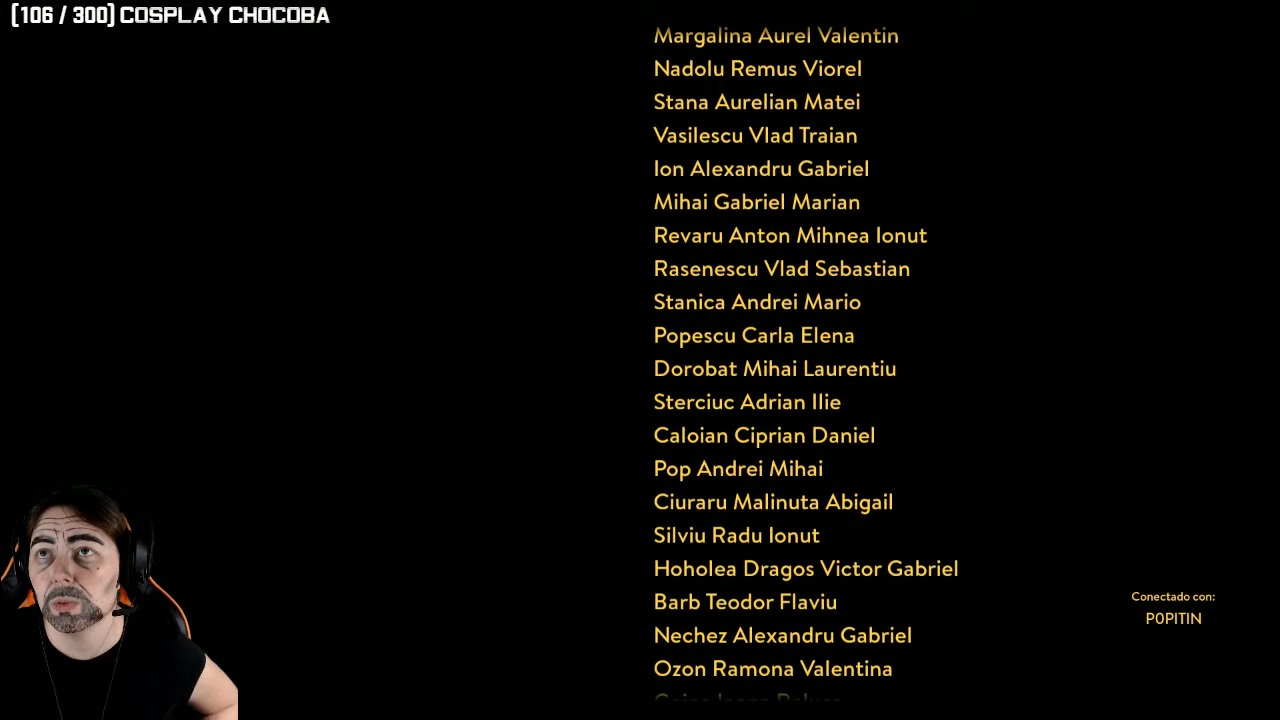 [106 / 300] COSPLAY CHOCOBA
Margalina Aurel Valentin
Nadolu Remus Viorel
Stana Aurelian Matei
Vasilescu Vlad Traian
Ion Alexandru Gabriel
Mihai Gabriel Marian
Revaru Anton Mihnea Ionut
Rasenescu Vlad Sebastian
Stanica Andrei Mario
Popescu Carla Elena
Dorobat Mihai Laurentiu
Sterciuc Adrian Ilie
Caloian Ciprian Daniel
Pop Andrei Mihai
Ciuraru Malinuta Abigail
Silviu Radu Ionut
Hoholea Dragos Victor Gabriel
Barb Teodor Flaviu
Nechez Alexandru Gabriel
Ozon Ramona Valentina
Conectado con:
P0PITIN